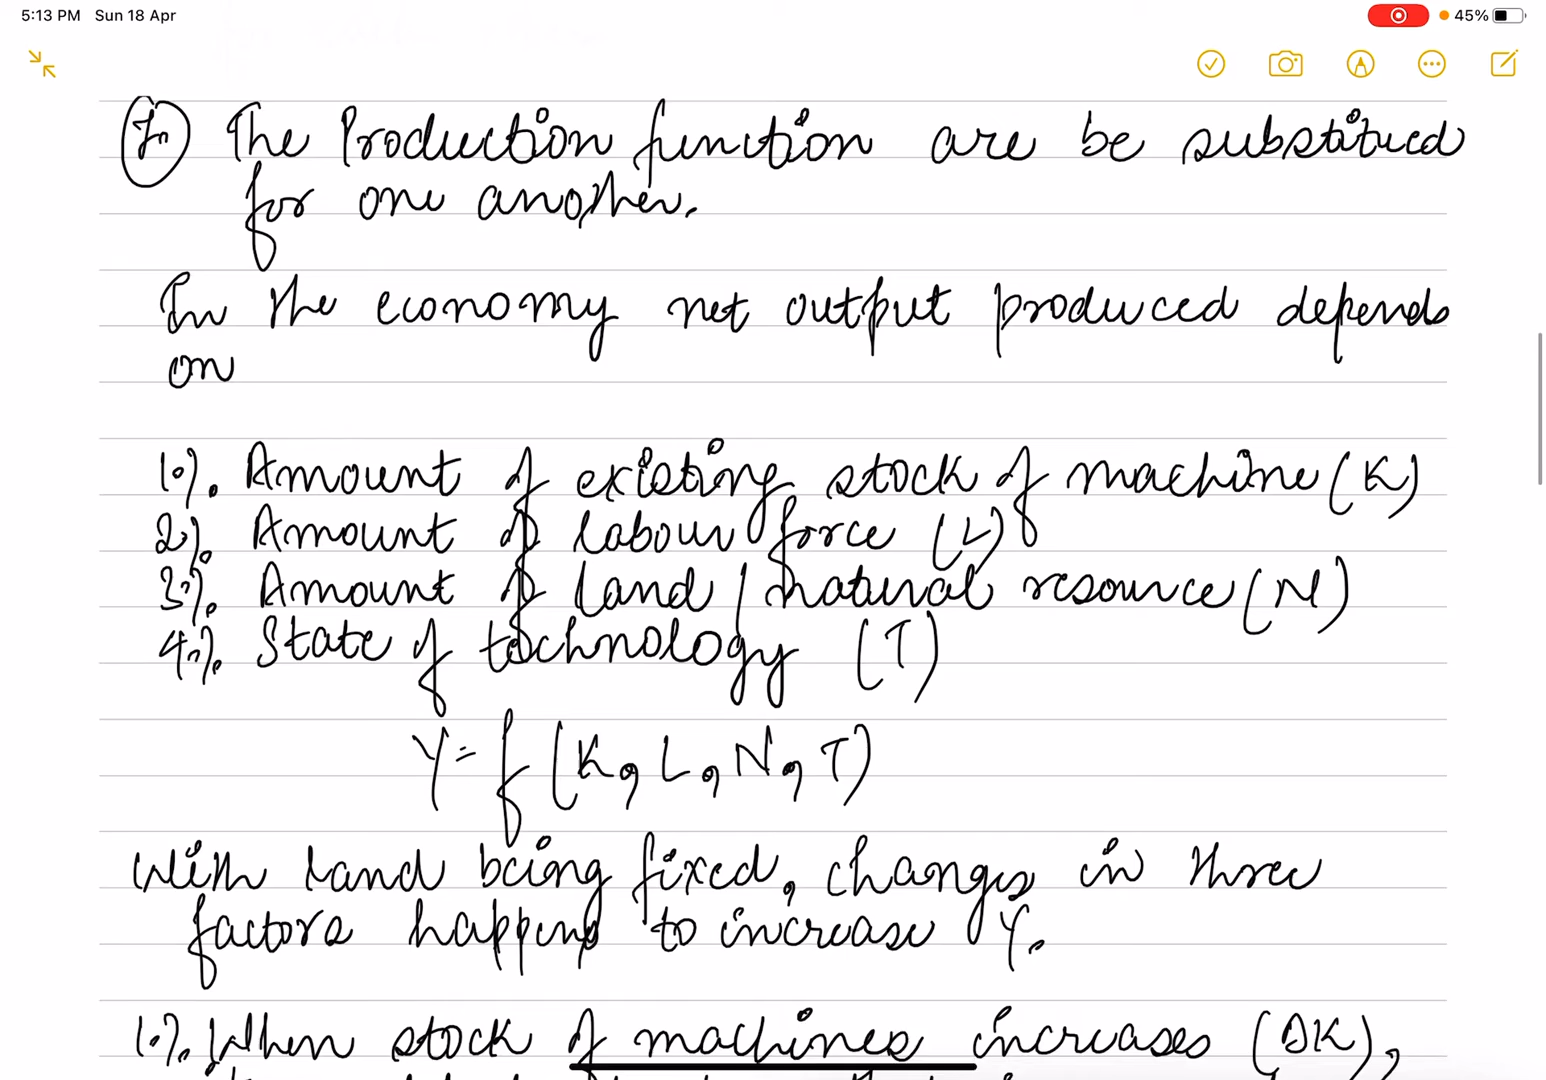 5:13 PM Sun 18 Apr
45%
7. The Production function are be substitued
for one another.
In the economy net output produced depends
on
1.). Amount of existing stock of machine (K)
2.). Amount of labour force (L)
3.). Amount of land / natural resource (N)
4.). State of technology (T)
Y = f (K, L, N, T)
With land being fixed, changes in three
factors happens to increase Y.
1.). When stock of machines increases (ΔK),